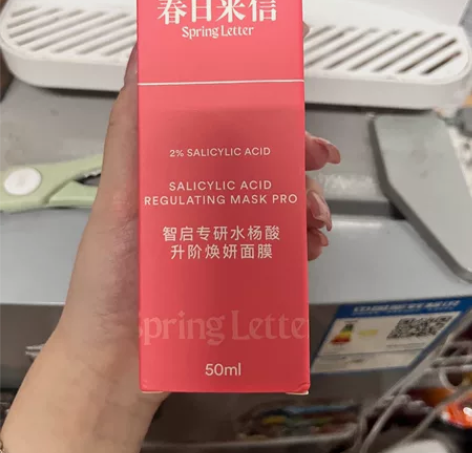 春日来信
Spring Letter
2% SALICYLIC ACID
SALICYLIC ACID
REGULATING MASK PRO
智启专研水杨酸
升阶焕妍面膜
Spring Lette
50ml